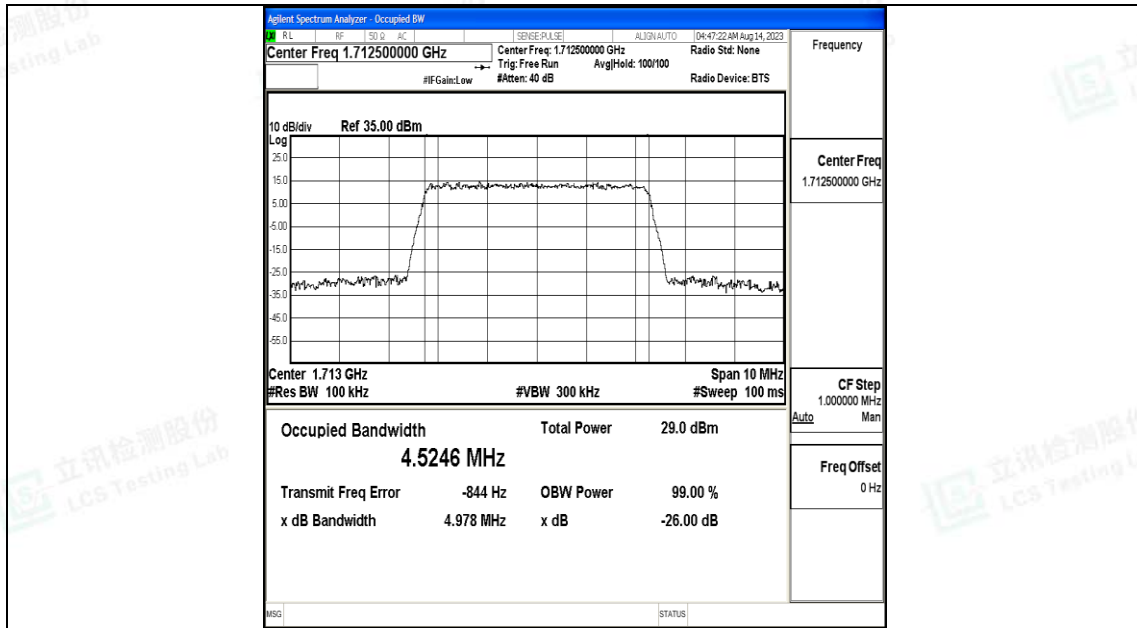 Agilent Spectrum Analyzer - Occupied BW
LXI RL RF 50 Ω AC SENSE:PULSE ALIGN AUTO 04:47:22 AM Aug 14, 2023
Center Freq 1.712500000 GHz
Center Freq: 1.712500000 GHz Radio Std: None
Trig: Free Run Avg|Hold: 100/100
#IFGain:Low #Atten: 40 dB Radio Device: BTS
10 dB/div Ref 35.00 dBm
Log
25.0
15.0
5.00
-5.00
-15.0
-25.0
-35.0
-45.0
-55.0
Center 1.713 GHz Span 10 MHz
#Res BW 100 kHz #VBW 300 kHz #Sweep 100 ms
Occupied Bandwidth Total Power 29.0 dBm
4.5246 MHz
Transmit Freq Error -844 Hz OBW Power 99.00 %
x dB Bandwidth 4.978 MHz x dB -26.00 dB
MSG STATUS
Frequency
Center Freq
1.712500000 GHz
CF Step
1.000000 MHz
Auto Man
Freq Offset
0 Hz
立讯检测股份
LCS Testing Lab
立讯检测股份